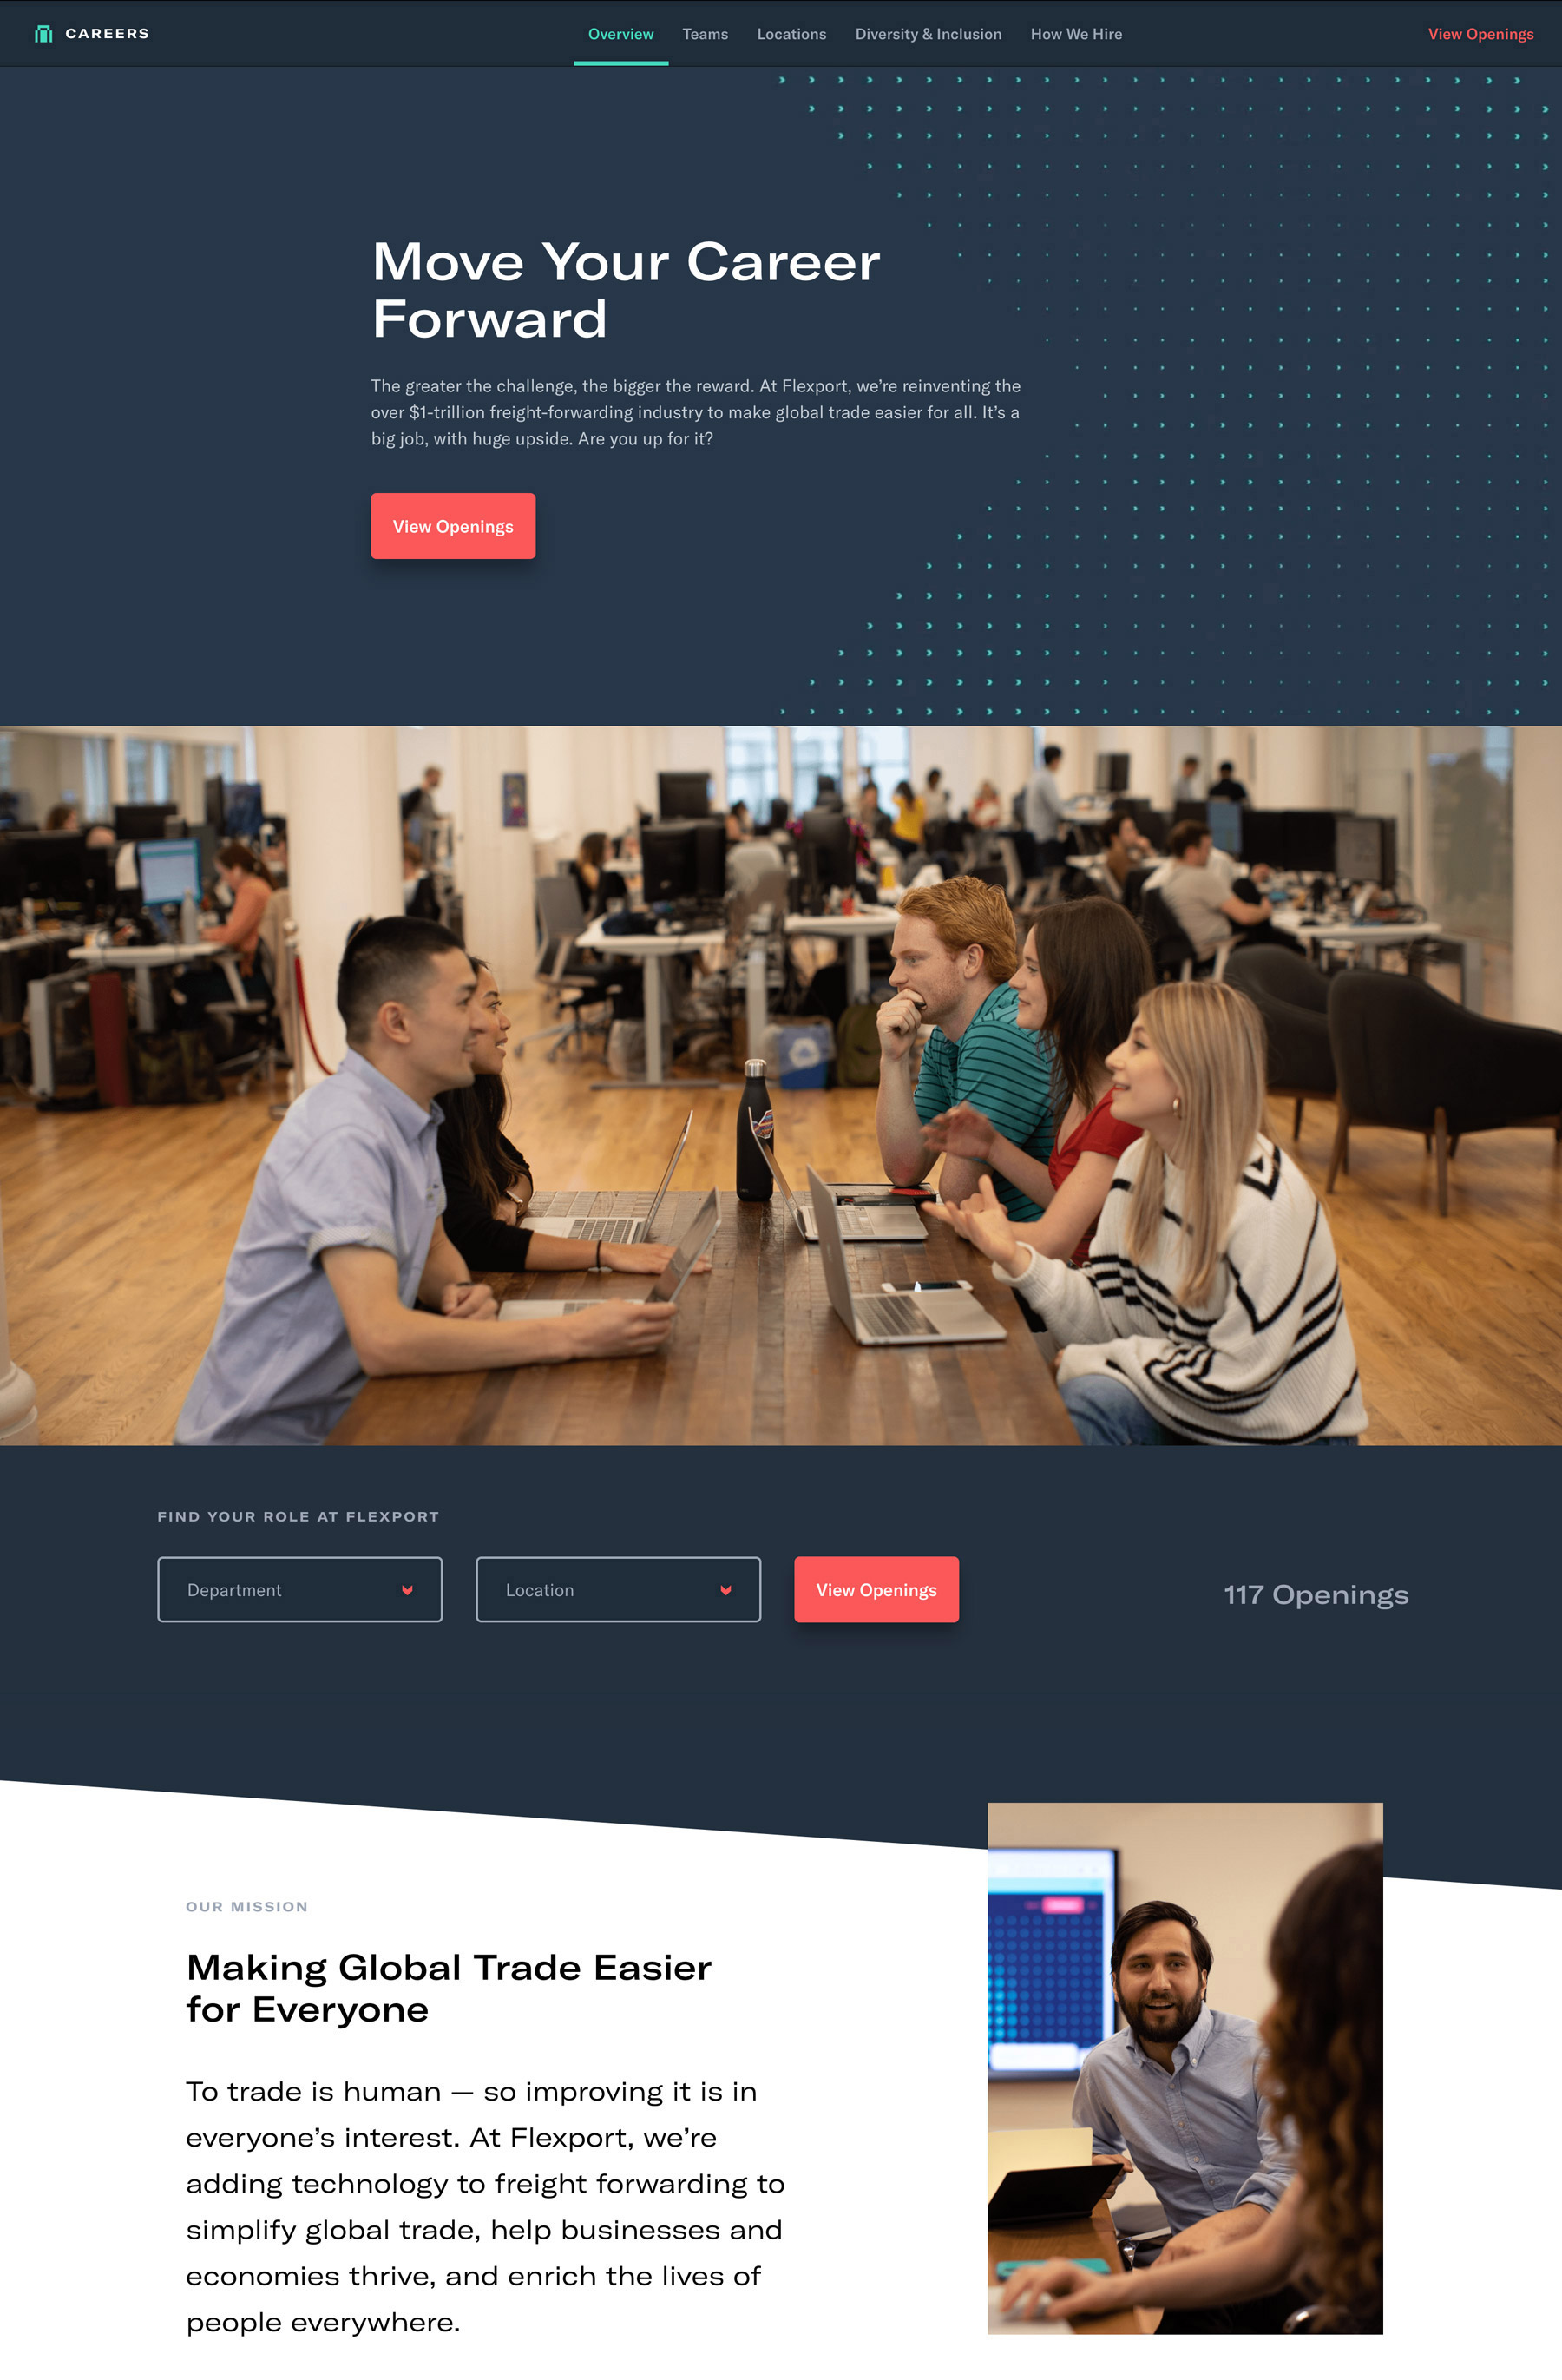 CAREERS
Overview Teams Locations Diversity & Inclusion How We Hire
View Openings
Move Your Career
Forward
The greater the challenge, the bigger the reward. At Flexport, we’re reinventing the
over $1-trillion freight-forwarding industry to make global trade easier for all. It’s a
big job, with huge upside. Are you up for it?
View Openings
FIND YOUR ROLE AT FLEXPORT
Department
Location
View Openings
117 Openings
OUR MISSION
Making Global Trade Easier
for Everyone
To trade is human — so improving it is in
everyone’s interest. At Flexport, we’re
adding technology to freight forwarding to
simplify global trade, help businesses and
economies thrive, and enrich the lives of
people everywhere.